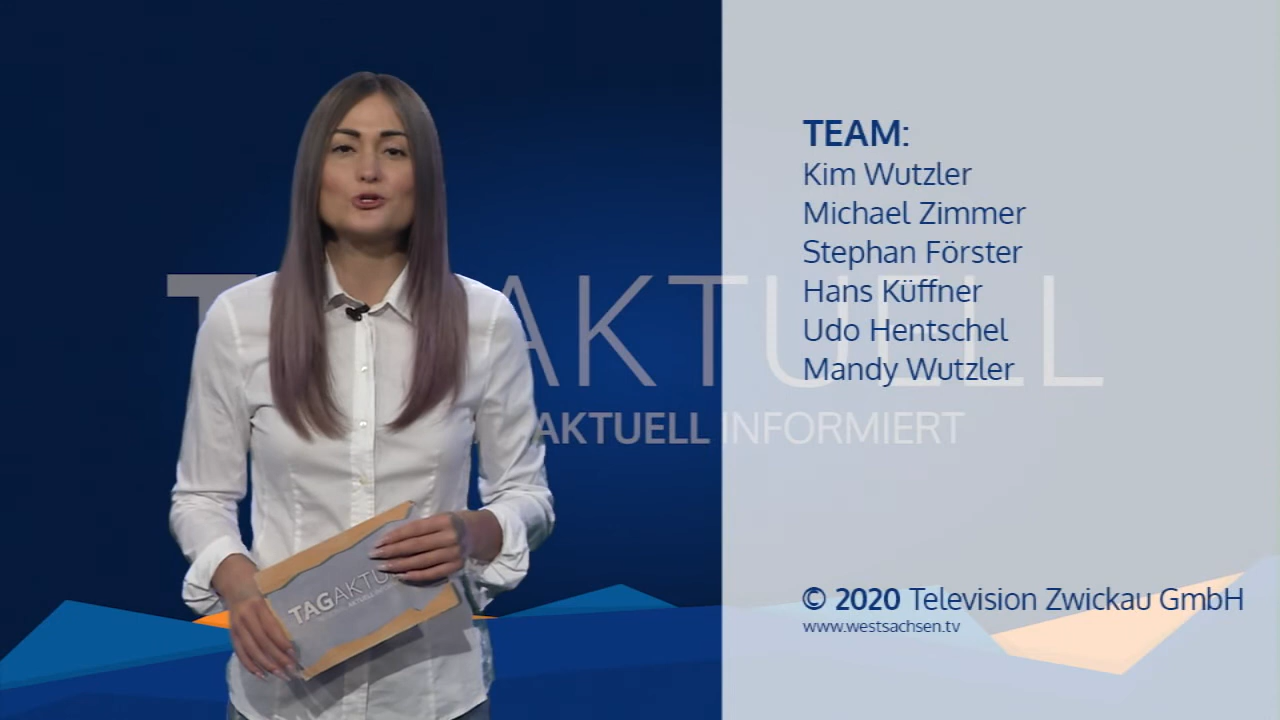 TEAM:
Kim Wutzler
Michael Zimmer
Stephan Förster
Hans Küffner
Udo Hentschel
Mandy Wutzler
AKTUELL
AKTUELL INFORMIERT
TAGAKTU
© 2020 Television Zwickau GmbH
www.westsachsen.tv